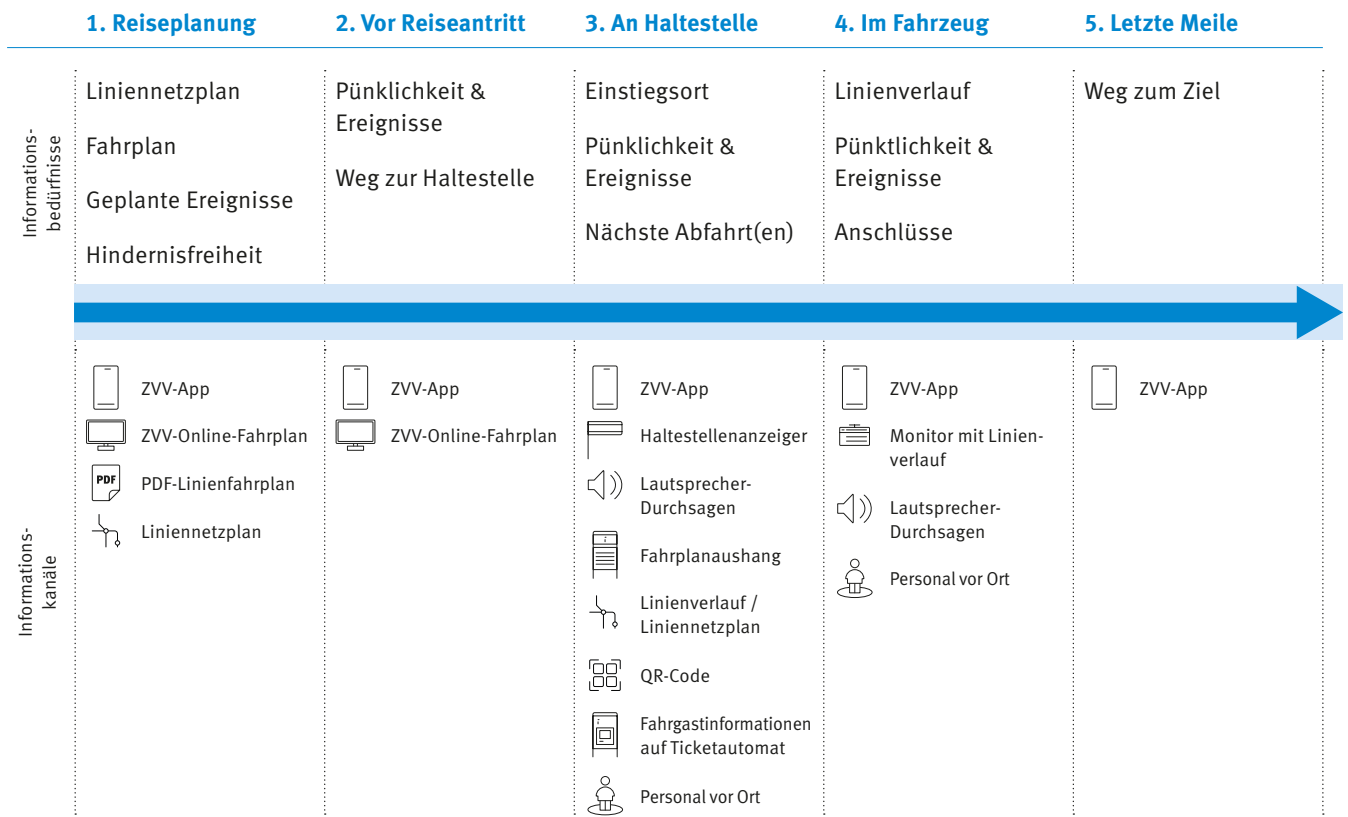 1. Reiseplanung
2. Vor Reiseantritt
3. An Haltestelle
4. Im Fahrzeug
5. Letzte Meile
Informations-
bedürfnisse
Liniennetzplan
Fahrplan
Geplante Ereignisse
Hindernisfreiheit
Pünklichkeit &
Ereignisse
Weg zur Haltestelle
Einstiegsort
Pünklichkeit &
Ereignisse
Nächste Abfahrt(en)
Linienverlauf
Pünktlichkeit &
Ereignisse
Anschlüsse
Weg zum Ziel
Informations-
kanäle
ZVV-App
ZVV-Online-Fahrplan
PDF
PDF-Linienfahrplan
Liniennetzplan
ZVV-App
ZVV-Online-Fahrplan
ZVV-App
Haltestellenanzeiger
Lautsprecher-
Durchsagen
i
Fahrplanaushang
Linienverlauf /
Liniennetzplan
QR-Code
i
Fahrgastinformationen
auf Ticketautomat
Personal vor Ort
ZVV-App
Monitor mit Linien-
verlauf
Lautsprecher-
Durchsagen
Personal vor Ort
ZVV-App